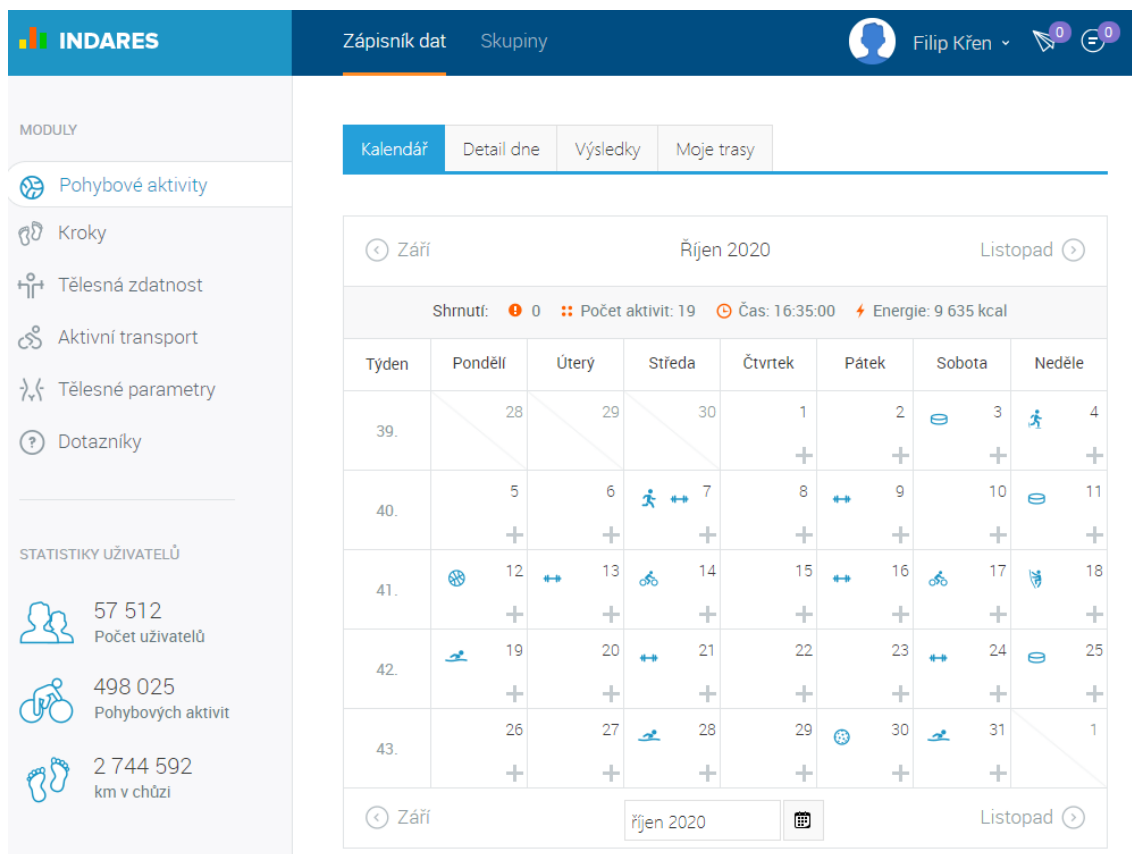 INDARES
Zápisník dat Skupiny
Filip Křen 0 0
MODULY
Pohybové aktivity
Kroky
Tělesná zdatnost
Aktivní transport
Tělesné parametry
Dotazníky
STATISTIKY UŽIVATELŮ
57 512
Počet uživatelů
498 025
Pohybových aktivit
2 744 592
km v chůzi
Kalendář Detail dne Výsledky Moje trasy
Září Říjen 2020 Listopad
Shrnutí: 0 Počet aktivit: 19 Čas: 16:35:00 Energie: 9 635 kcal
Týden Pondělí Úterý Středa Čtvrtek Pátek Sobota Neděle
39. 28 29 30 1 2 3 4
40. 5 6 7 8 9 10 11
41. 12 13 14 15 16 17 18
42. 19 20 21 22 23 24 25
43. 26 27 28 29 30 31 1
Září říjen 2020 Listopad